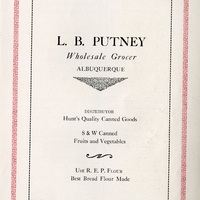 L. B. PUTNEY
Wholesale Grocer
ALBUQUERQUE
DISTRIBUTOR
Hunt's Quality Canned Goods
S & W Canned
Fruits and Vegetables
Use R. E. P. Flour
Best Bread Flour Made